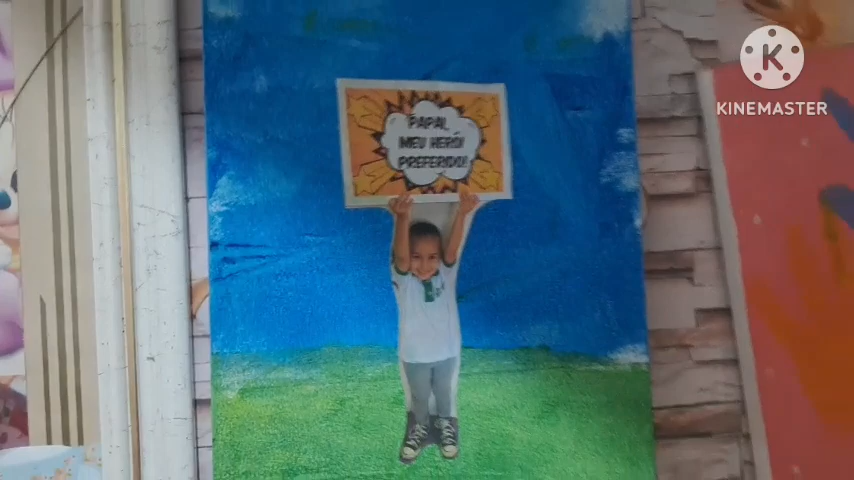 PAPAI,
MEU HERÓI
PREFERIDO!
K
KINEMASTER